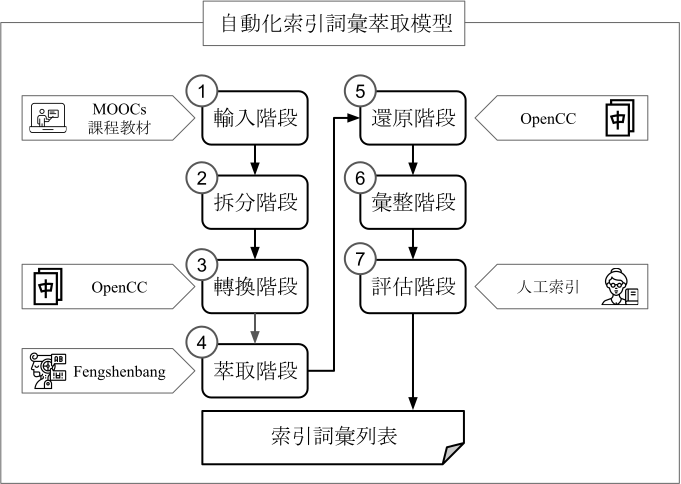 自動化索引詞彙萃取模型
1
輸入階段
MOOCs
課程教材
2
拆分階段
3
轉換階段
中
OpenCC
4
萃取階段
AB
Fengshenbang
5
還原階段
OpenCC
中
6
彙整階段
7
評估階段
人工索引
索引詞彙列表